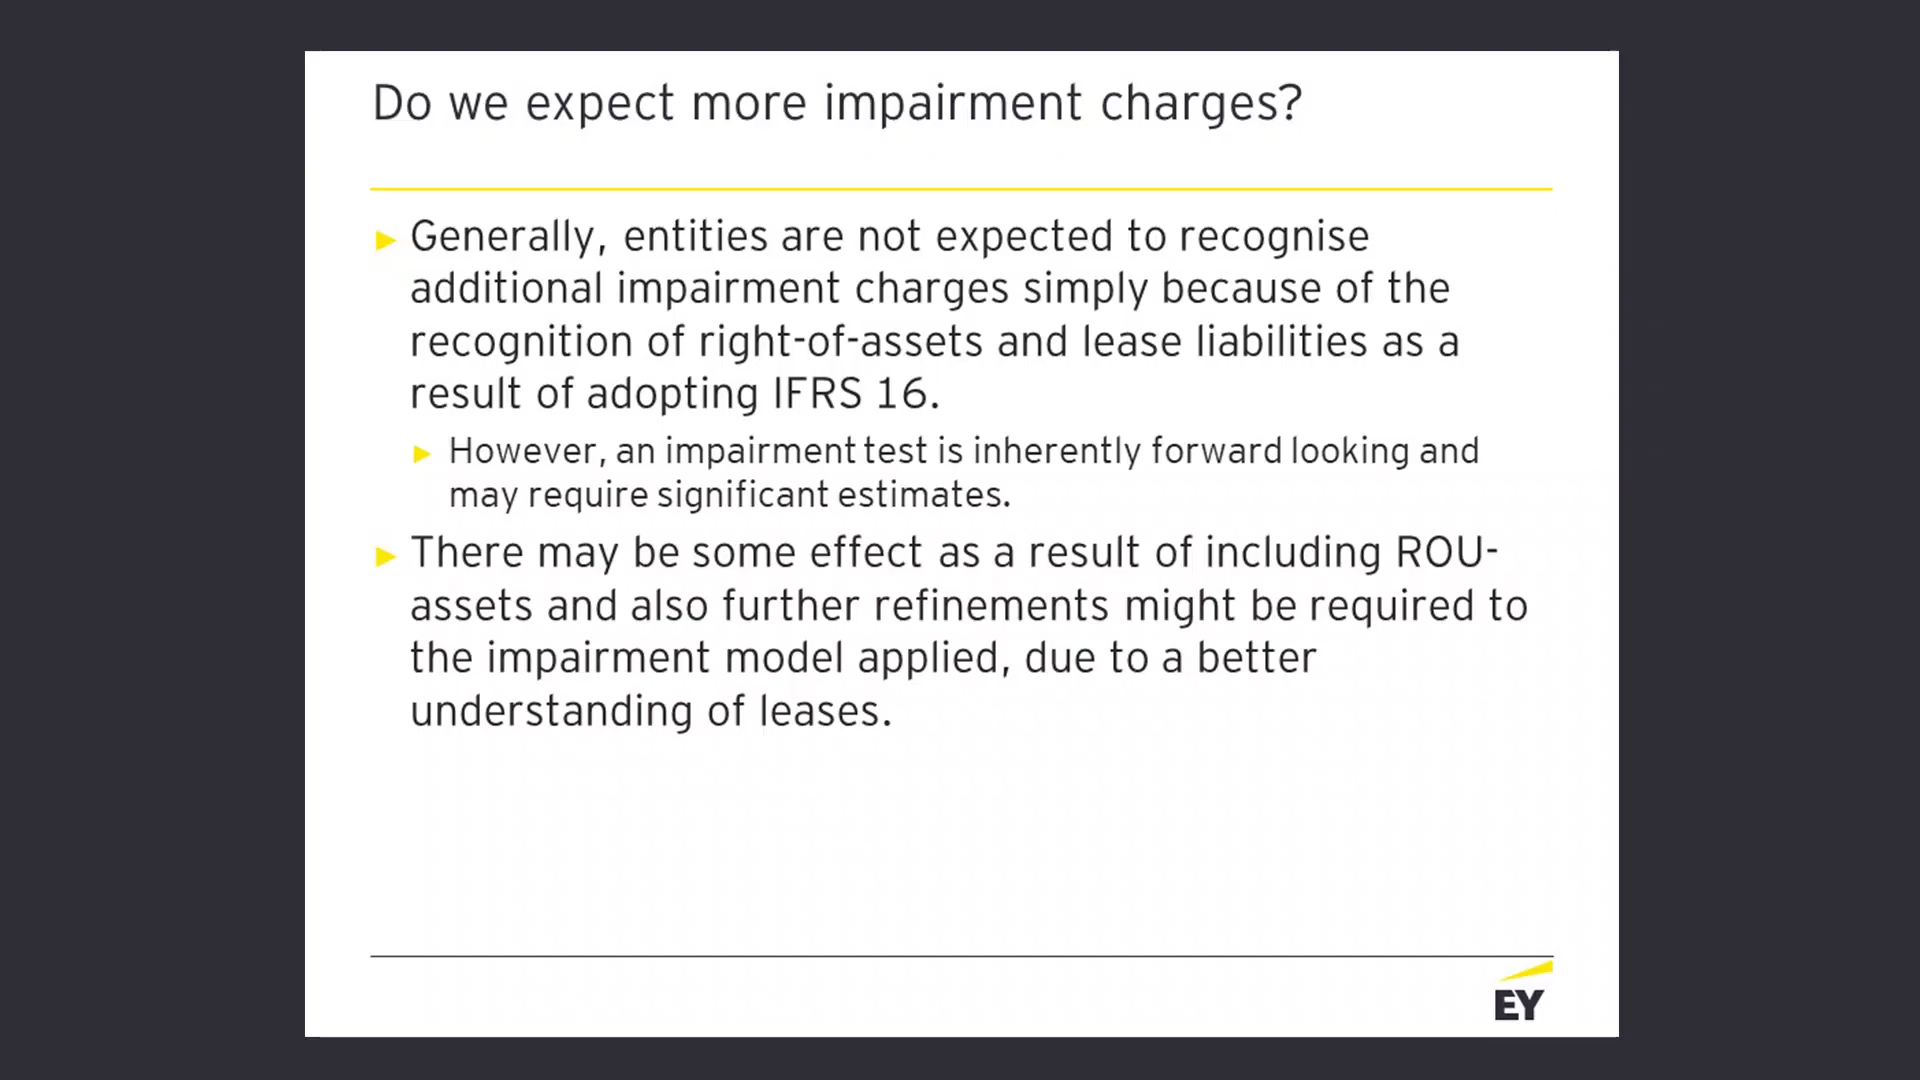 Do we expect more impairment charges?
► Generally, entities are not expected to recognise
additional impairment charges simply because of the
recognition of right-of-assets and lease liabilities as a
result of adopting IFRS 16.
► However, an impairment test is inherently forward looking and
may require significant estimates.
► There may be some effect as a result of including ROU-
assets and also further refinements might be required to
the impairment model applied, due to a better
understanding of leases.
EY